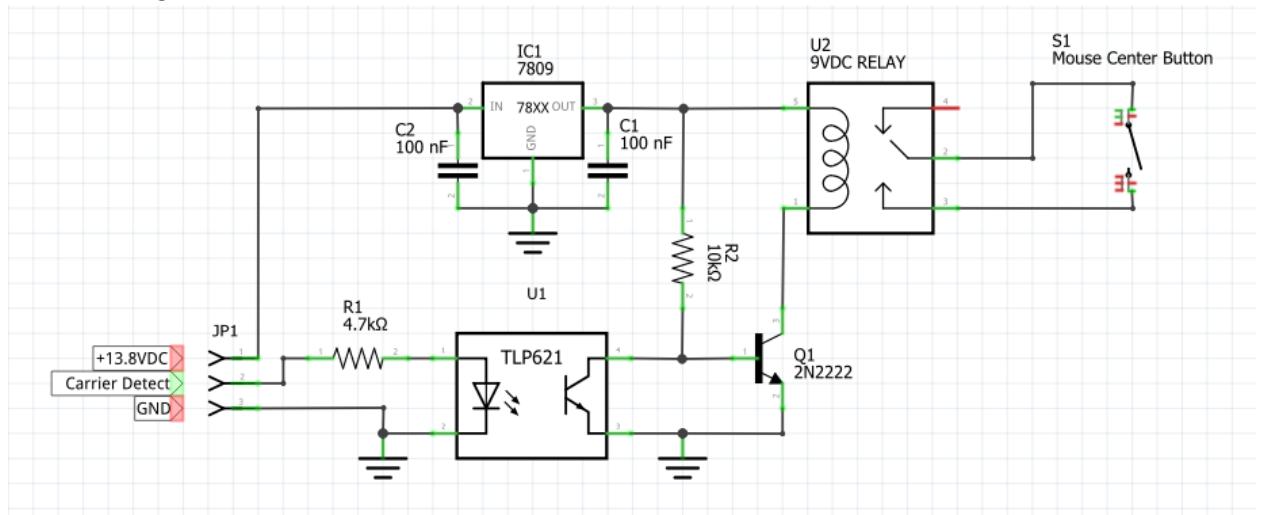 IC1
7809
2
IN
78XX
OUT
3
GND
1
C2
100 nF
1
2
C1
100 nF
1
2
U2
9VDC RELAY
5
1
4
2
3
S1
Mouse Center Button
1
R2
10kΩ
2
U1
TLP621
1
2
4
3
R1
4.7kΩ
1
2
JP1
+13.8VDC
1
Carrier Detect
2
GND
3
Q1
2N2222
1
3
2